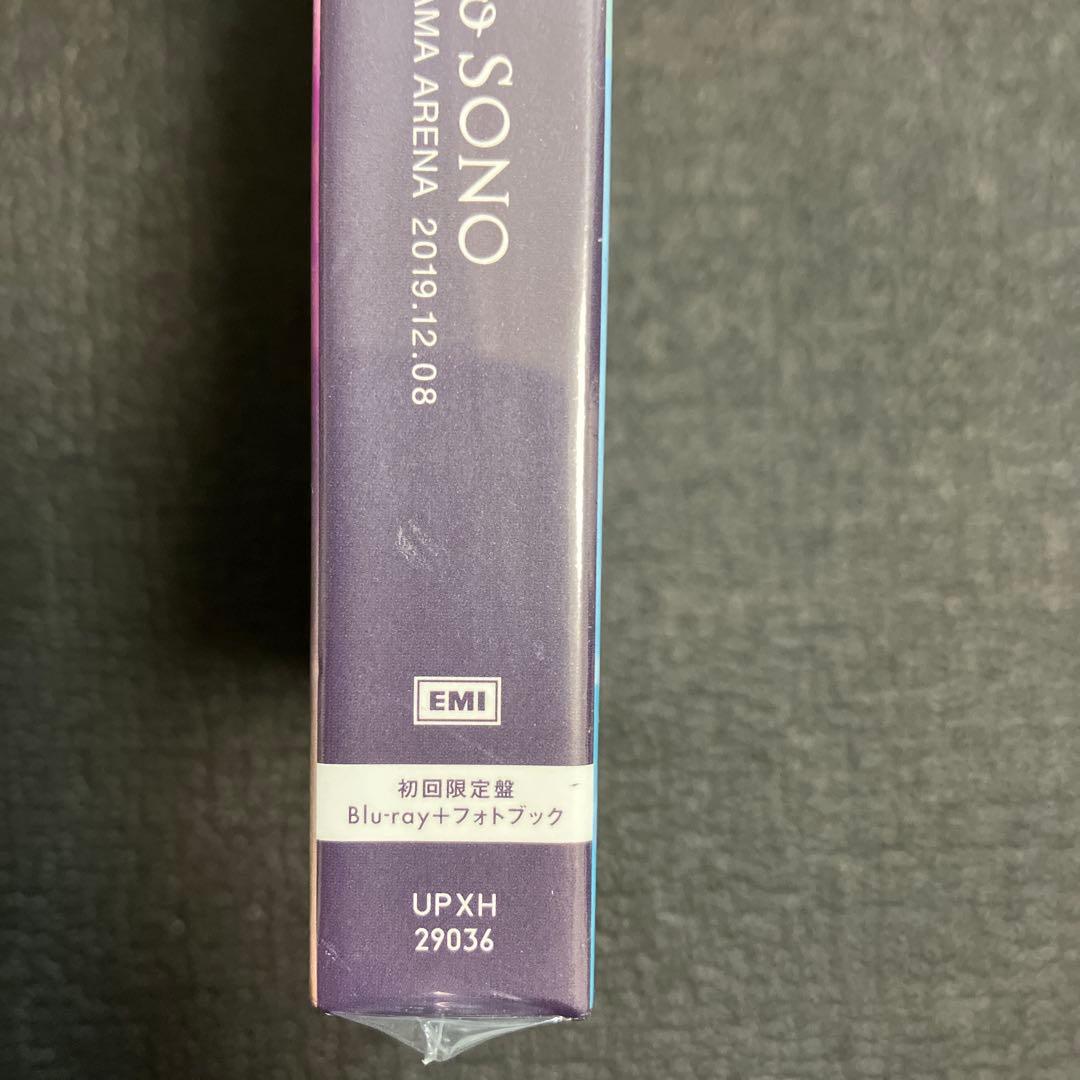 SONO
AMA ARENA 2019.12.08
EMI
初回限定盤
Blu-ray+フォトブック
UPXH
29036